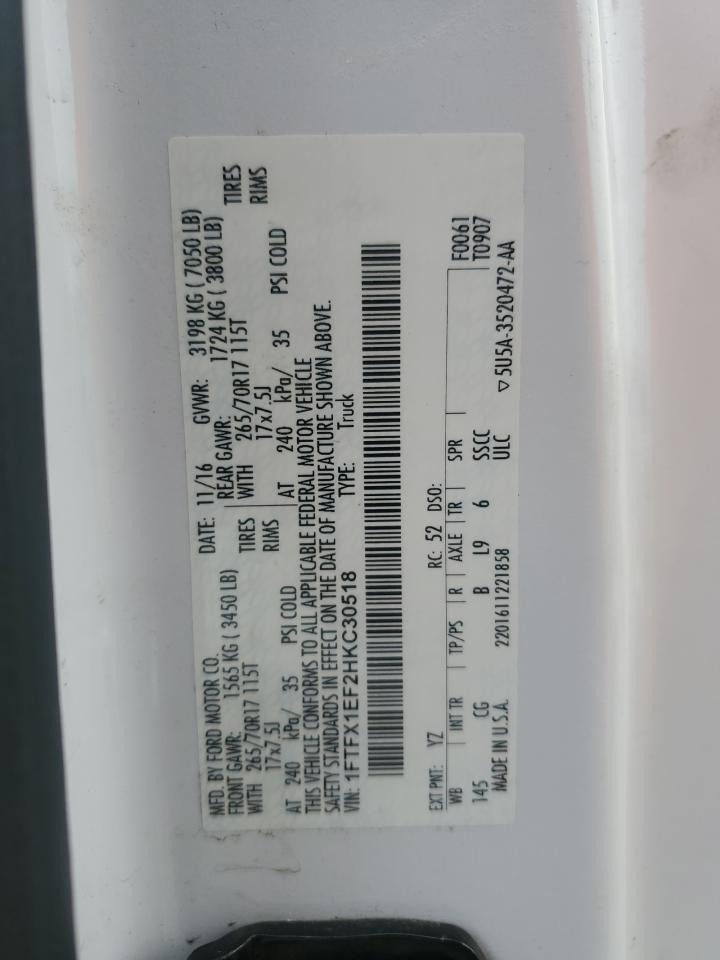 MFD. BY FORD MOTOR CO.
DATE: 11/16 GVWR: 3198 KG ( 7050 LB)
FRONT GAWR: 1565 KG ( 3450 LB) REAR GAWR: 1724 KG ( 3800 LB)
WITH 265/70R17 115T TIRES WITH 265/70R17 115T TIRES
17x7.5J RIMS 17x7.5J RIMS
AT 240 kPa/ 35 PSI COLD AT 240 kPa/ 35 PSI COLD
THIS VEHICLE CONFORMS TO ALL APPLICABLE FEDERAL MOTOR VEHICLE
SAFETY STANDARDS IN EFFECT ON THE DATE OF MANUFACTURE SHOWN ABOVE.
VIN: 1FTFX1EF2HKC30518 TYPE: Truck
EXT PNT: YZ RC: 52 DSO: F0061
WB INT TR TP/PS R AXLE TR SPR T0907
145 CG B L9 6 SSCC
MADE IN U.S.A. 2201611221858 ULC ▽5U5A-3520472-AA